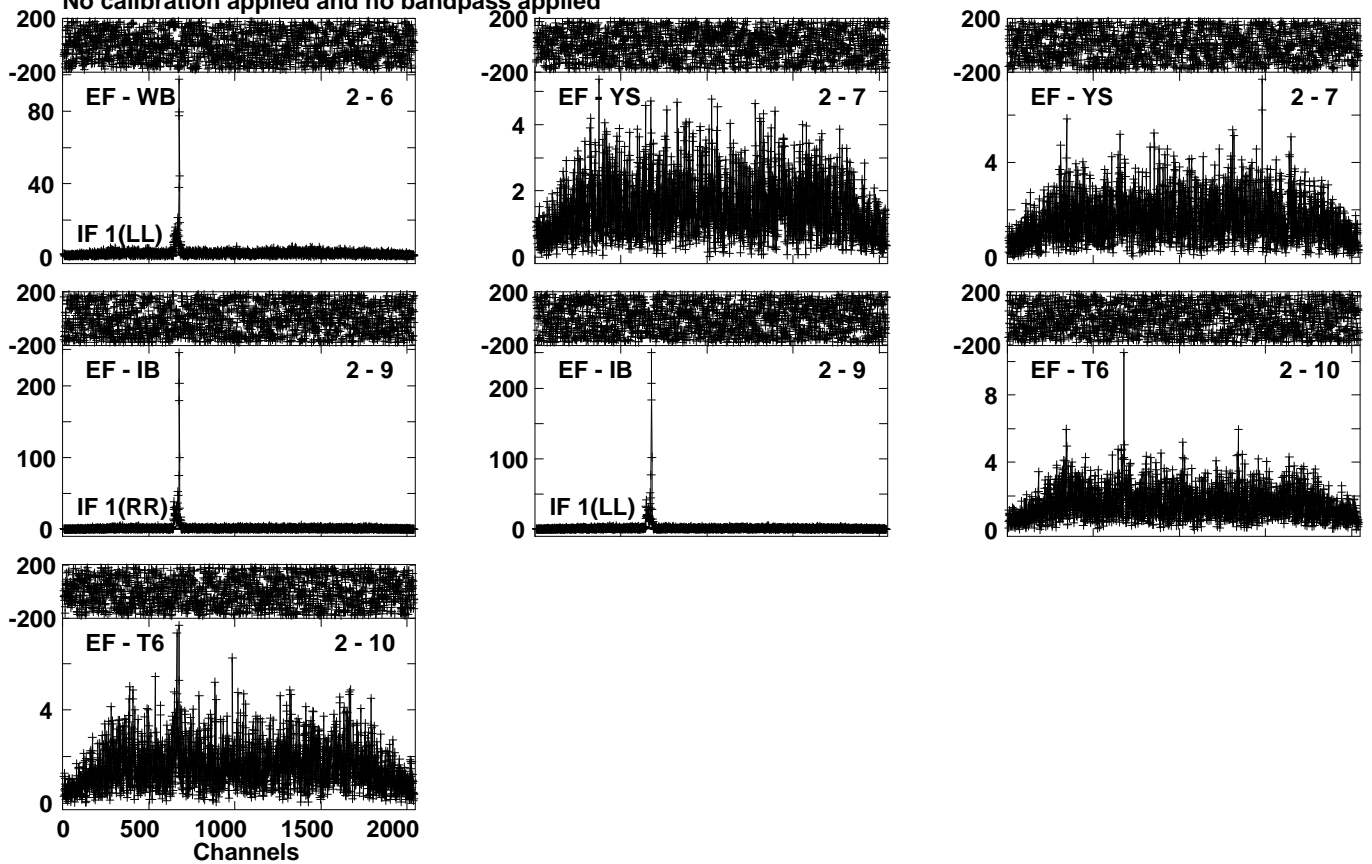 No calibration applied and no bandpass applied
200
-200
EF - WB 2 - 6
80
40
IF 1(LL)
0
200
-200
EF - YS 2 - 7
4
2
0
200
-200
EF - YS 2 - 7
4
0
200
-200
EF - IB 2 - 9
200
100
IF 1(RR)
0
200
-200
EF - IB 2 - 9
200
100
IF 1(LL)
0
200
-200
EF - T6 2 - 10
8
4
0
200
-200
EF - T6 2 - 10
4
0
0 500 1000 1500 2000
Channels